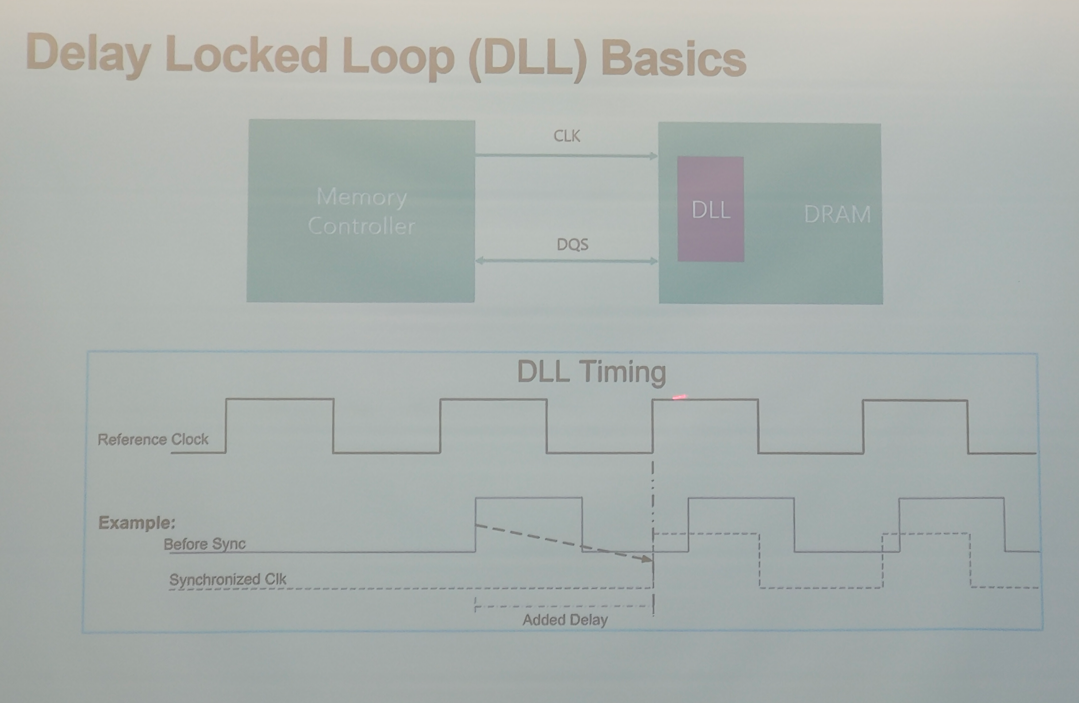 Delay Locked Loop (DLL) Basics
CLK
Memory
Controller
DLL
DRAM
DQS
DLL Timing
Reference Clock
Example:
Before Sync
Synchronized Clk
Added Delay